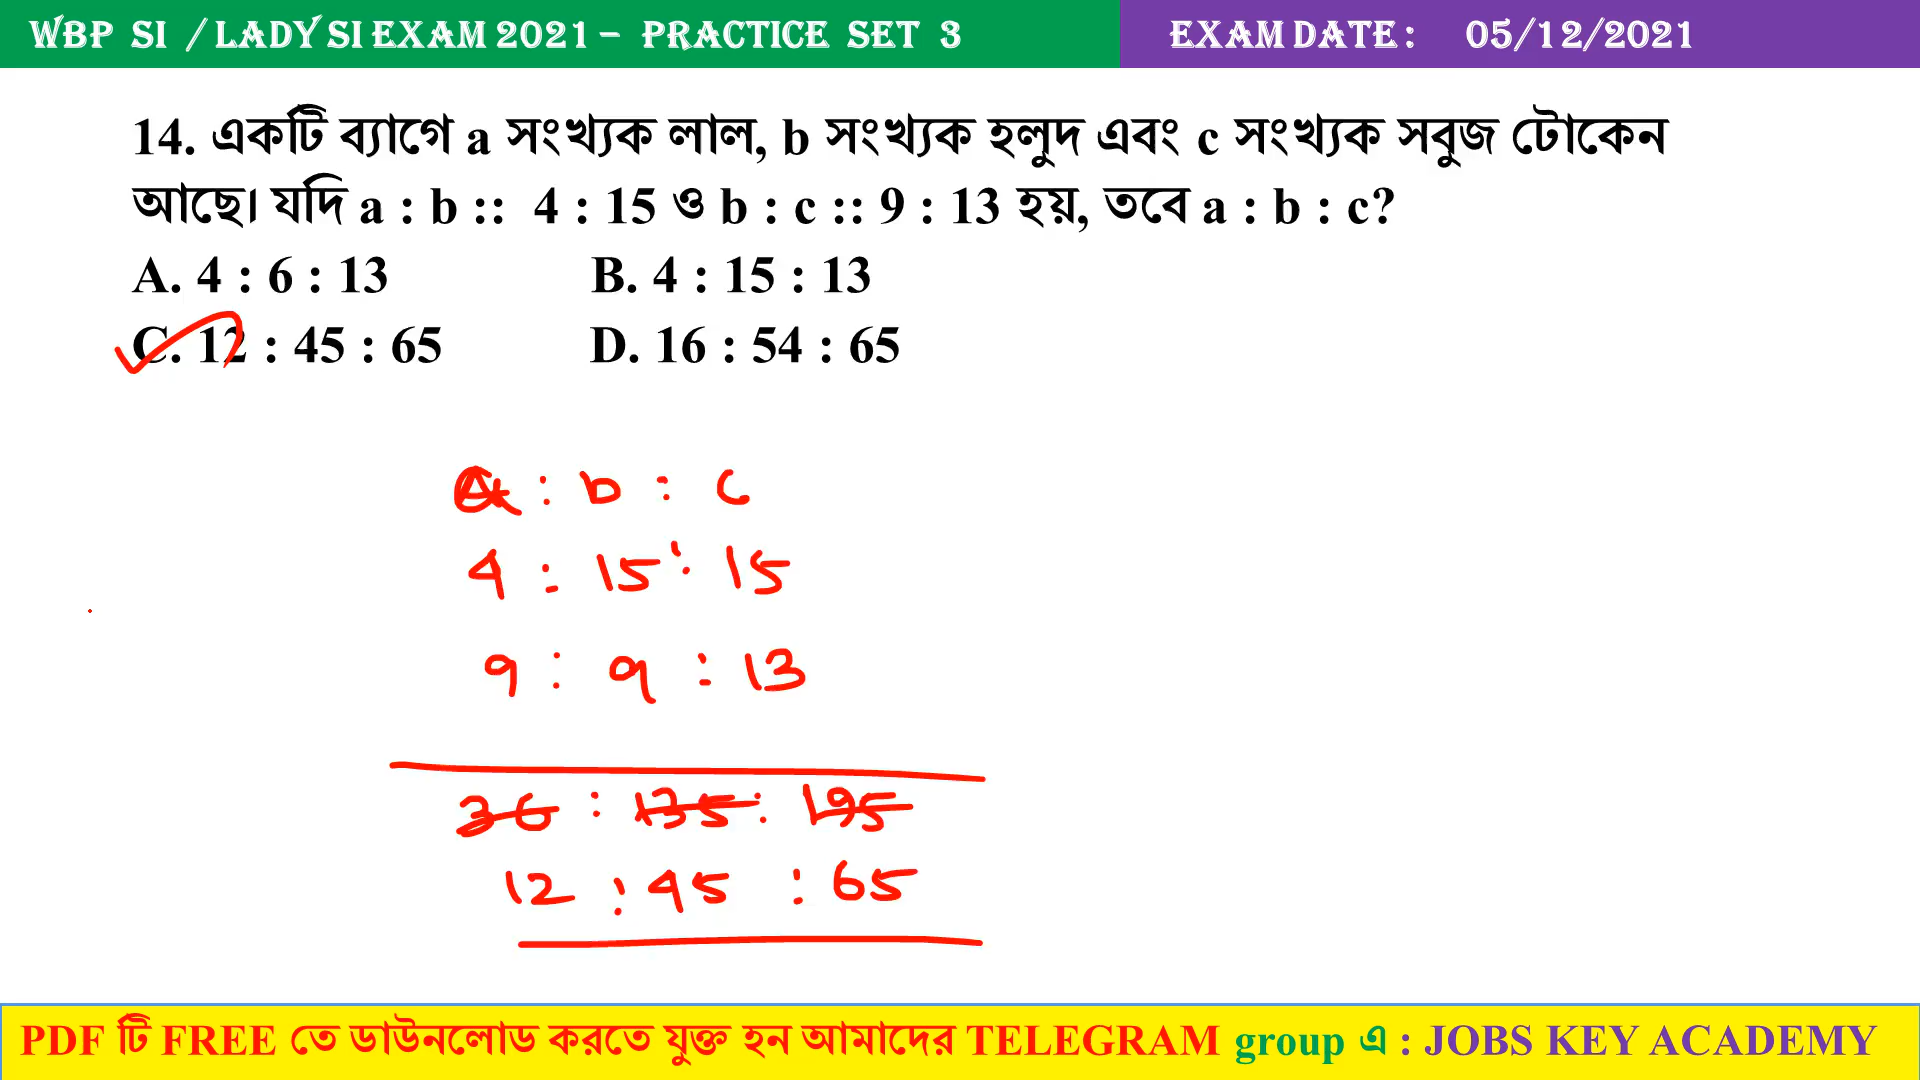 WBP SI / LADY SI EXAM 2021 – PRACTICE SET 3 EXAM DATE : 05/12/2021
14. একটি ব্যাগে a সংখ্যক লাল, b সংখ্যক হলুদ এবং c সংখ্যক সবুজ টোকেন
আছে। যদি a : b :: 4 : 15 ও b : c :: 9 : 13 হয়, তবে a : b : c?
A. 4 : 6 : 13 B. 4 : 15 : 13
C. 12 : 45 : 65 D. 16 : 54 : 65
a : b : c
4 : 15 : 15
9 : 9 : 13
36 : 135 : 195
12 : 45 : 65
PDF টি FREE তে ডাউনলোড করতে যুক্ত হন আমাদের TELEGRAM group এ : JOBS KEY ACADEMY